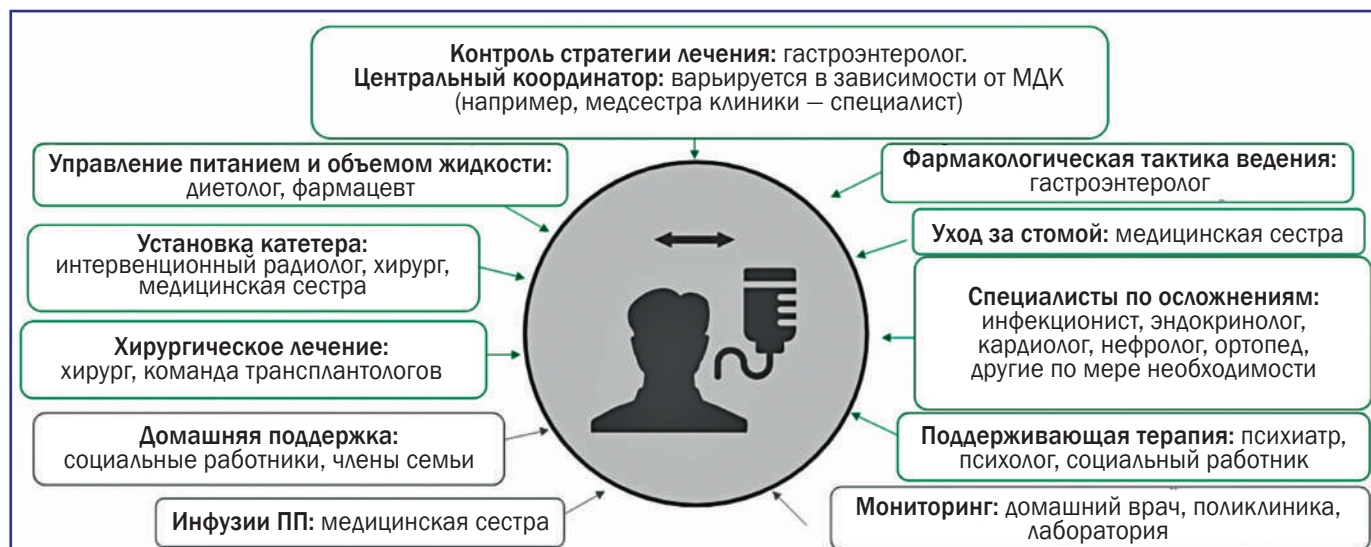 Контроль стратегии лечения: гастроэнтеролог.
Центральный координатор: варьируется в зависимости от МДК
(например, медсестра клиники — специалист)
Управление питанием и объемом жидкости:
диетолог, фармацевт
Установка катетера:
интервенционный радиолог, хирург,
медицинская сестра
Хирургическое лечение:
хирург, команда трансплантологов
Домашняя поддержка:
социальные работники, члены семьи
Инфузии ПП: медицинская сестра
Фармакологическая тактика ведения:
гастроэнтеролог
Уход за стомой: медицинская сестра
Специалисты по осложнениям:
инфекционист, эндокринолог,
кардиолог, нефролог, ортопед,
другие по мере необходимости
Поддерживающая терапия: психиатр,
психолог, социальный работник
Мониторинг: домашний врач, поликлиника,
лаборатория